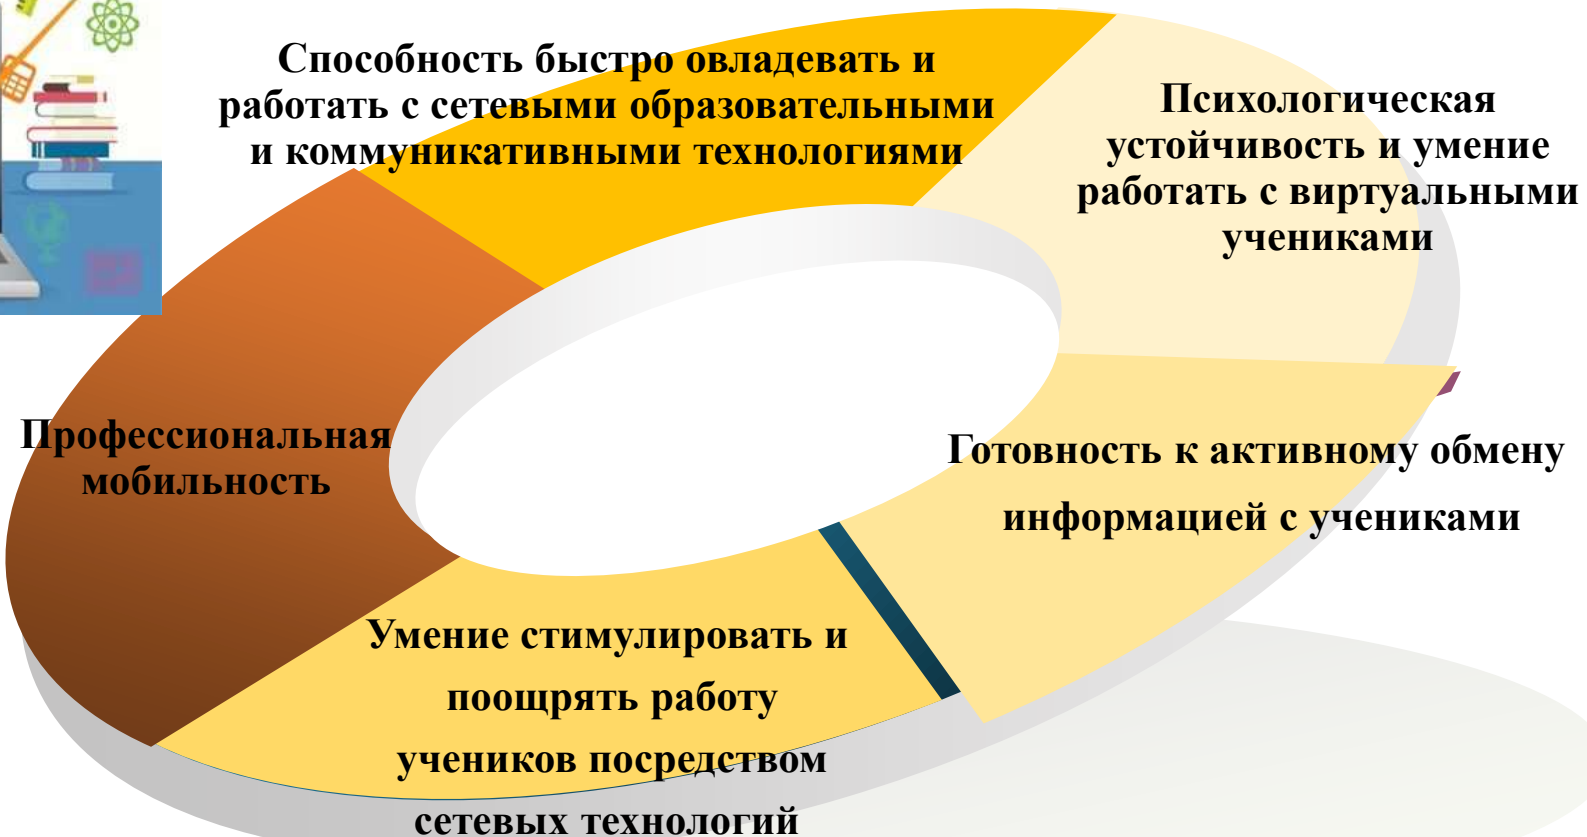 Способность быстро овладевать и
работать с сетевыми образовательными
и коммуникативными технологиями
Психологическая
устойчивость и умение
работать с виртуальными
учениками
Профессиональная
мобильность
Готовность к активному обмену
информацией с учениками
Умение стимулировать и
поощрять работу
учеников посредством
сетевых технологий